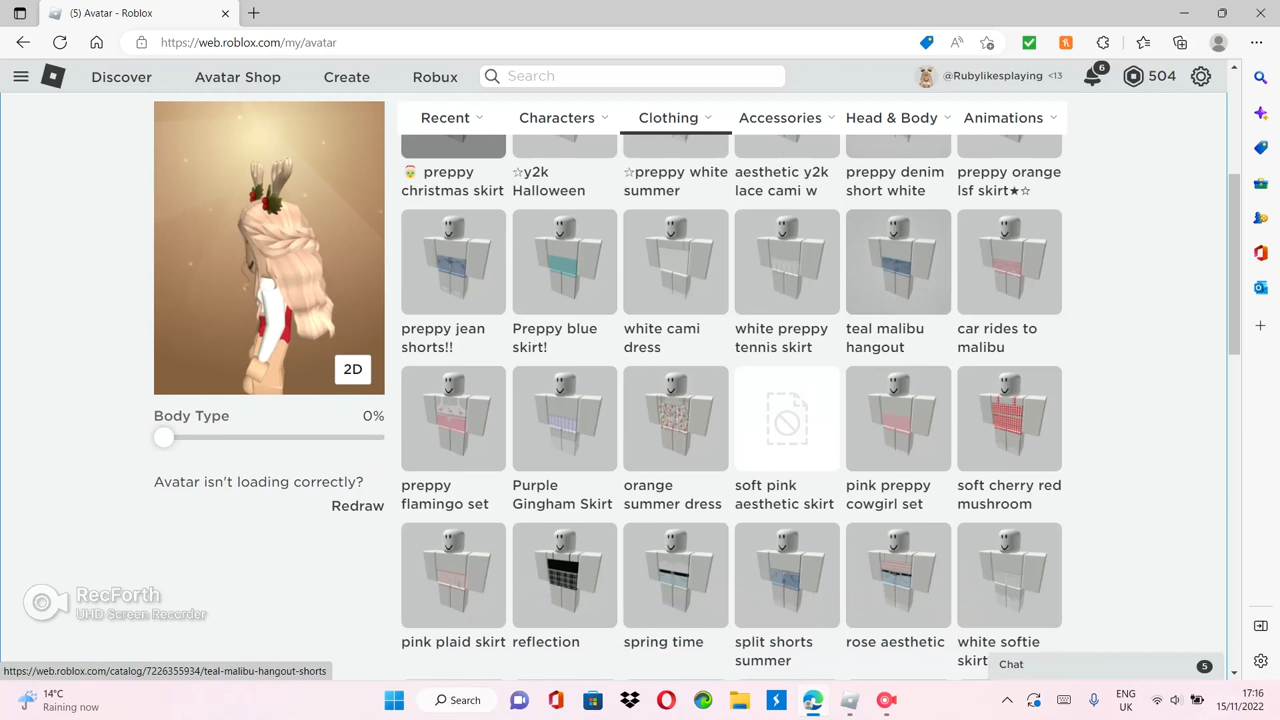 (5) Avatar - Roblox
https://web.roblox.com/my/avatar
Discover
Avatar Shop
Create
Robux
Search
@Rubylikesplaying <13
6
504
Recent
Characters
Clothing
Accessories
Head & Body
Animations
preppy
christmas skirt
☆y2k
Halloween
☆preppy white
summer
aesthetic y2k
lace cami w
preppy denim
short white
preppy orange
lsf skirt★☆
preppy jean
shorts!!
Preppy blue
skirt!
white cami
dress
white preppy
tennis skirt
teal malibu
hangout
car rides to
malibu
2D
Body Type 0%
Avatar isn't loading correctly?
Redraw
preppy
flamingo set
Purple
Gingham Skirt
orange
summer dress
soft pink
aesthetic skirt
pink preppy
cowgirl set
soft cherry red
mushroom
pink plaid skirt
reflection
spring time
split shorts
summer
rose aesthetic
white softie
skirt
RecForth
UHD Screen Recorder
https://web.roblox.com/catalog/7226355934/teal-malibu-hangout-shorts
Chat 5
14°C
Raining now
Search
ENG
UK
17:16
15/11/2022